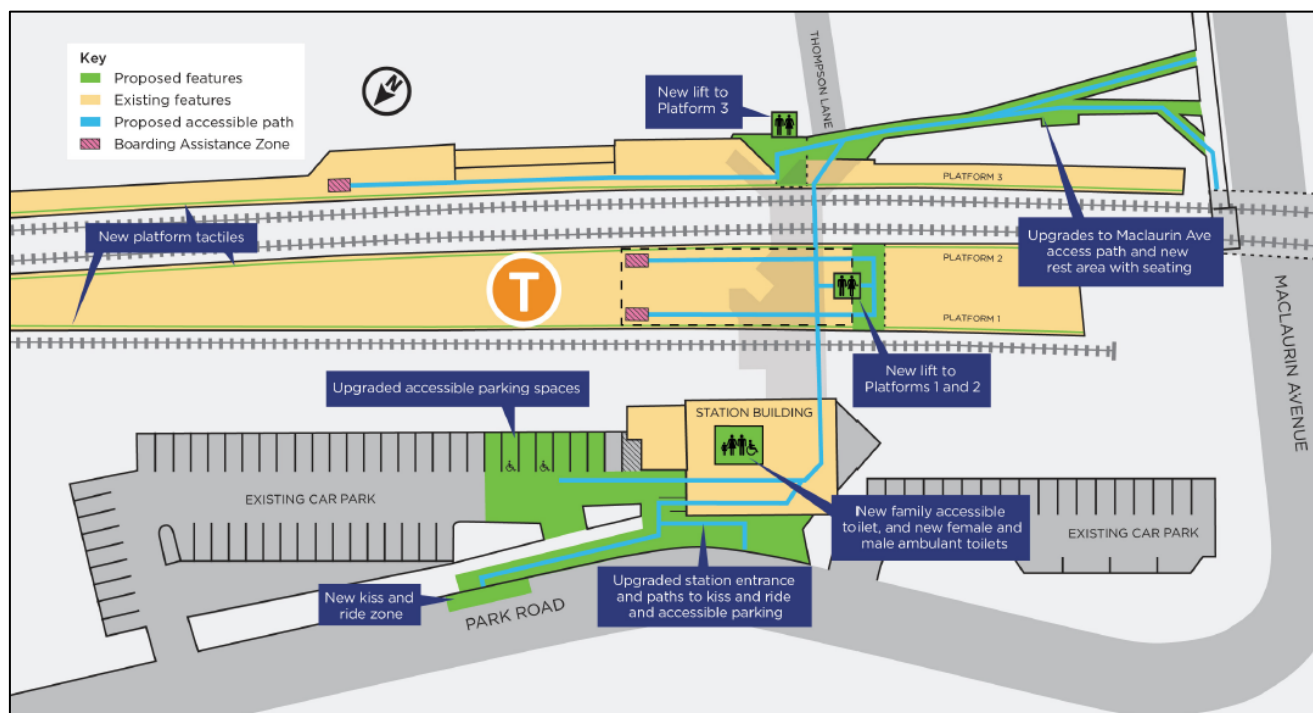 Key
Proposed features
Existing features
Proposed accessible path
Boarding Assistance Zone
N
THOMPSON LANE
New lift to
Platform 3
PLATFORM 3
New platform tactiles
Upgrades to Maclaurin Ave
access path and new
rest area with seating
T
PLATFORM 2
PLATFORM 1
MACLAURIN AVENUE
New lift to
Platforms 1 and 2
Upgraded accessible parking spaces
STATION BUILDING
EXISTING CAR PARK
New family accessible
toilet, and new female and
male ambulant toilets
EXISTING CAR PARK
New kiss and
ride zone
PARK ROAD
Upgraded station entrance
and paths to kiss and ride
and accessible parking